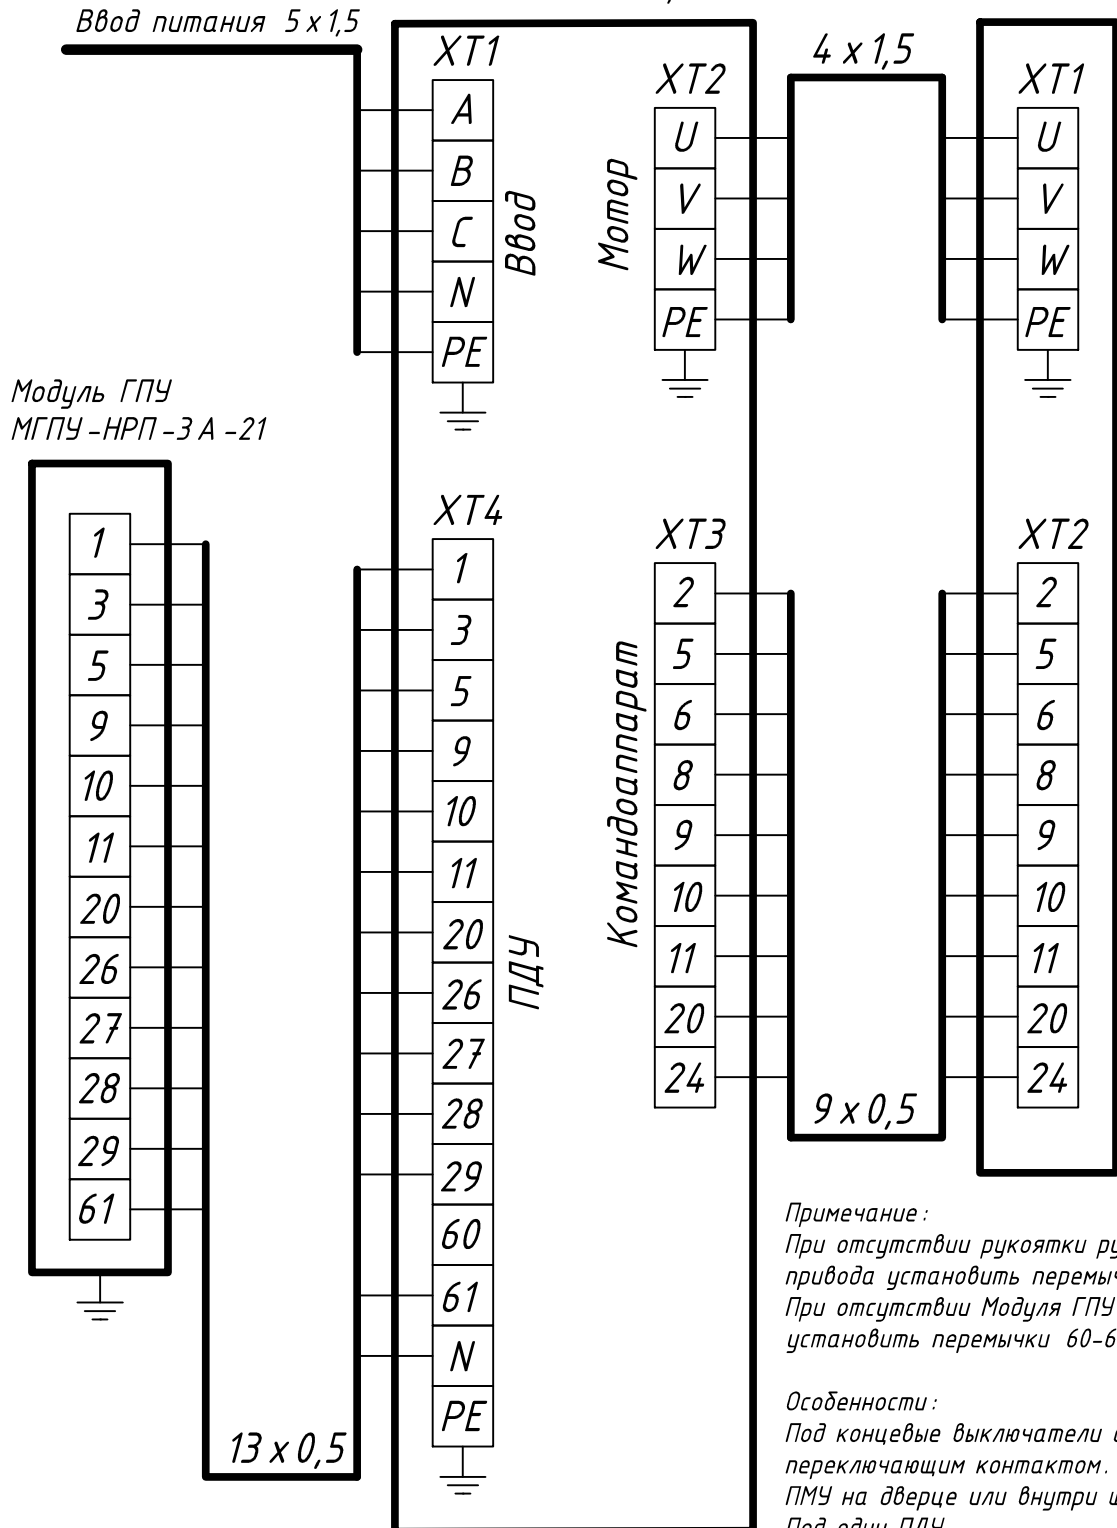 Ввод питания 5 x 1,5
XT1
A
B
C
N
PE
Ввод
XT2
U
V
W
PE
Мотор
4 x 1,5
XT1
U
V
W
PE
Модуль ГПУ
МГПУ-НРП-3А-21
1
3
5
9
10
11
20
26
27
28
29
61
XT4
1
3
5
9
10
11
20
26
27
28
29
60
61
N
PE
ПДУ
13 x 0,5
XT3
2
5
6
8
9
10
11
20
24
Командоаппарат
9 x 0,5
XT2
2
5
6
8
9
10
11
20
24
Примечание:
При отсутствии рукоятки
привода установить
При отсутствии Модуля ГПУ
установить перемычки
Особенности:
Под концевые выключатели
переключающим контактом.
ПМУ на дверце или внутри
Под один ПДУ